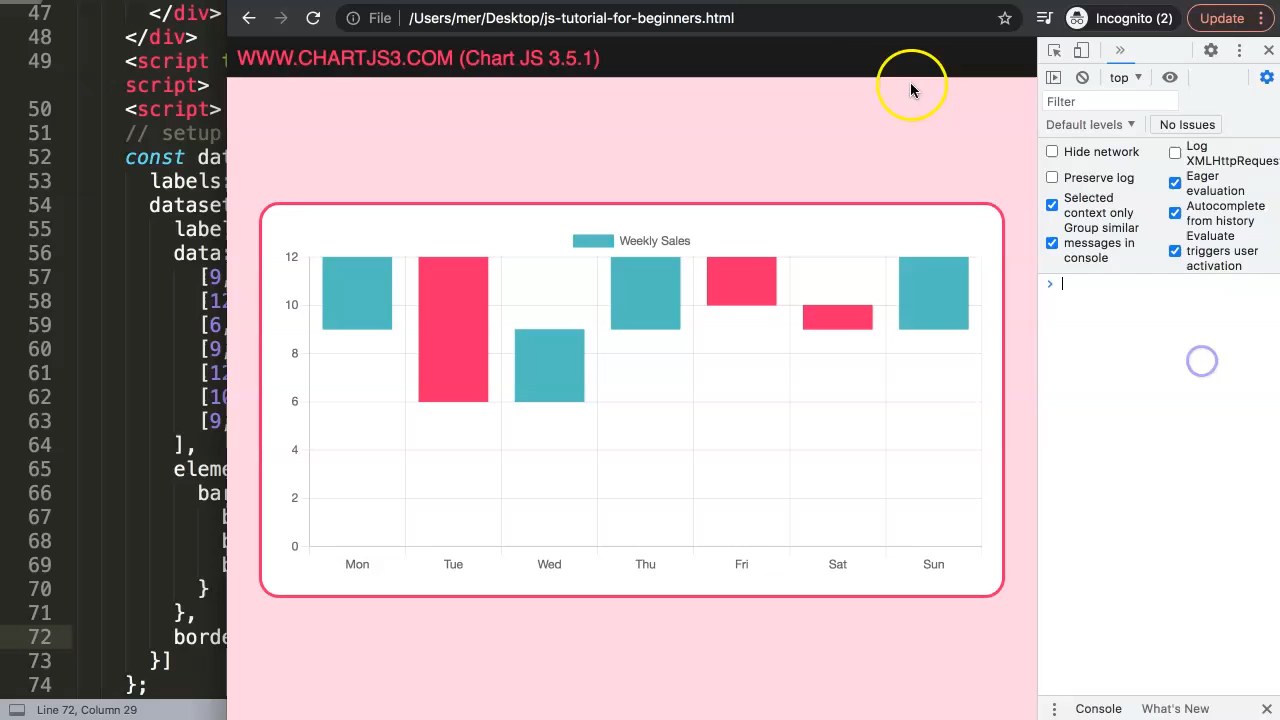 47 </div>
48 </div>
49 <script t
script>
50 <script>
51 // setup
52 const dat
53 labels:
54 dataset
55 labe
56 data:
57 [9,
58 [12
59 [6,
60 [9,
61 [12
62 [10
63 [9,
64 ],
65 eleme
66 bar
67 b
68 b
69 b
70 }
71 },
72 borde
73 }]
74 };
Line 72, Column 29
File /Users/mer/Desktop/js-tutorial-for-beginners.html
Incognito (2)
Update
WWW.CHARTJS3.COM (Chart JS 3.5.1)
Weekly Sales
12
10
8
6
4
2
0
Mon Tue Wed Thu Fri Sat Sun
top
Filter
Default levels
No Issues
Hide network
Preserve log
Selected
context only
Group similar
messages in
console
Log
XMLHttpReques
Eager
evaluation
Autocomplete
from history
Evaluate
triggers user
activation
Console What's New